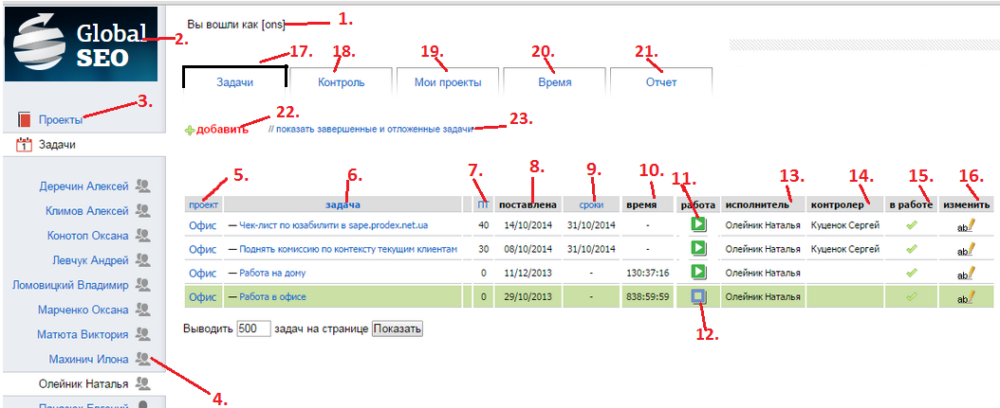 Вы вошли как [ons]
1.
Global
SEO
2.
17.
18.
19.
20.
21.
Задачи
Контроль
Мои проекты
Время
Отчет
3.
Проекты
1 Задачи
22.
добавить
// показать завершенные и отложенные задачи
23.
Деречин Алексей
Климов Алексей
Конотоп Оксана
Левчук Андрей
Ломовицкий Владимир
Марченко Оксана
Матюта Виктория
Махинич Илона
Олейник Наталья
4.
5.
6.
7.
8.
9.
10.
11.
13.
14.
15.
16.
проект задача ПТ поставлена сроки время работа исполнитель контролер в работе изменить
Офис — Чек-лист по юзабилити в sape.prodex.net.ua 40 14/10/2014 31/10/2014 - Олейник Наталья Куценок Сергей ab
Офис — Поднять комиссию по контексту текущим клиентам 30 08/10/2014 31/10/2014 - Олейник Наталья Куценок Сергей ab
Офис — Работа на дому 0 11/12/2013 - 130:37:16 Олейник Наталья ab
Офис — Работа в офисе 0 29/10/2013 - 838:59:59 Олейник Наталья ab
12.
Выводить 500 задач на странице Показать